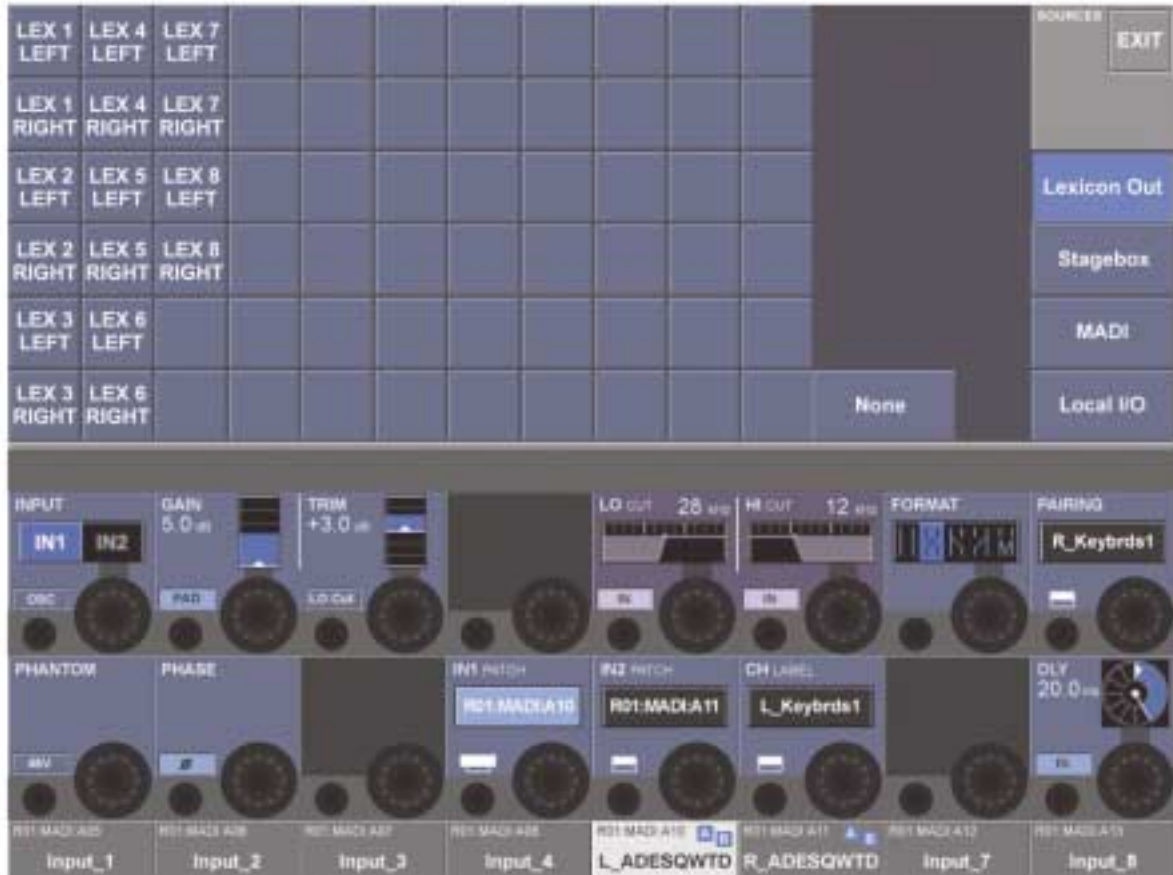 LEX 1 LEX 4 LEX 7
LEFT LEFT LEFT
SOURCES
EXIT
LEX 1 LEX 4 LEX 7
RIGHT RIGHT RIGHT
LEX 2 LEX 5 LEX 8
LEFT LEFT LEFT
Lexicon Out
LEX 2 LEX 5 LEX 8
RIGHT RIGHT RIGHT
Stagebox
LEX 3 LEX 6
LEFT LEFT
MADI
LEX 3 LEX 6
RIGHT RIGHT
None
Local I/O
INPUT
IN1 IN2
OSC
GAIN
5.0 dB
PAD
TRIM
+3.0 dB
LO Cut
LO CUT 28
IN
HI CUT 12
IN
FORMAT
PAIRING
R_Keybrds1
PHANTOM
48V
PHASE
Ø
IN1 PATCH
R01:MADI:A10
IN2 PATCH
R01:MADI:A11
CH LABEL
L_Keybrds1
DLY
20.0 ms
IN
R01:MADI:A05 R01:MADI:A06 R01:MADI:A07 R01:MADI:A08 R01:MADI:A10 A B R01:MADI:A11 A B R01:MADI:A12 R01:MADI:A13
Input_1 Input_2 Input_3 Input_4 L_ADESQWTD R_ADESQWTD Input_7 Input_8